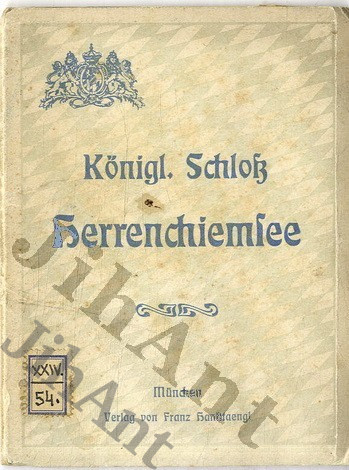 Königl. Schloß
Herrenchiemsee
XXIV.
54.
München
Verlag von Franz Hanfstaengl
JihAnt
JihAnt